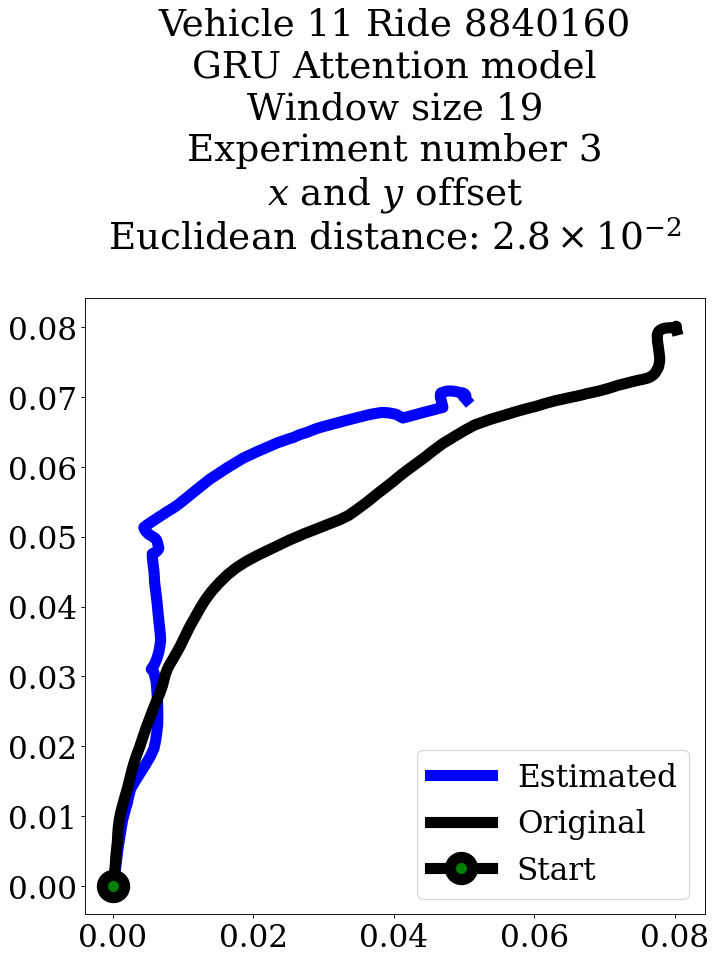 Vehicle 11 Ride 8840160
GRU Attention model
Window size 19
Experiment number 3
x and y offset
Euclidean distance: 2.8 × 10⁻²
0.08
0.07
0.06
0.05
0.04
0.03
0.02
0.01
0.00
Estimated
Original
Start
0.00 0.02 0.04 0.06 0.08